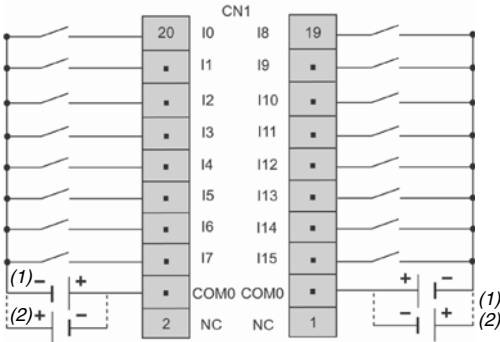 CN1
20 I0 I8 19
I1 I9
I2 I10
I3 I11
I4 I12
I5 I13
I6 I14
I7 I15
(1) - + + -
COM0 COM0
(1)
(2) + - - + (2)
2 NC NC 1